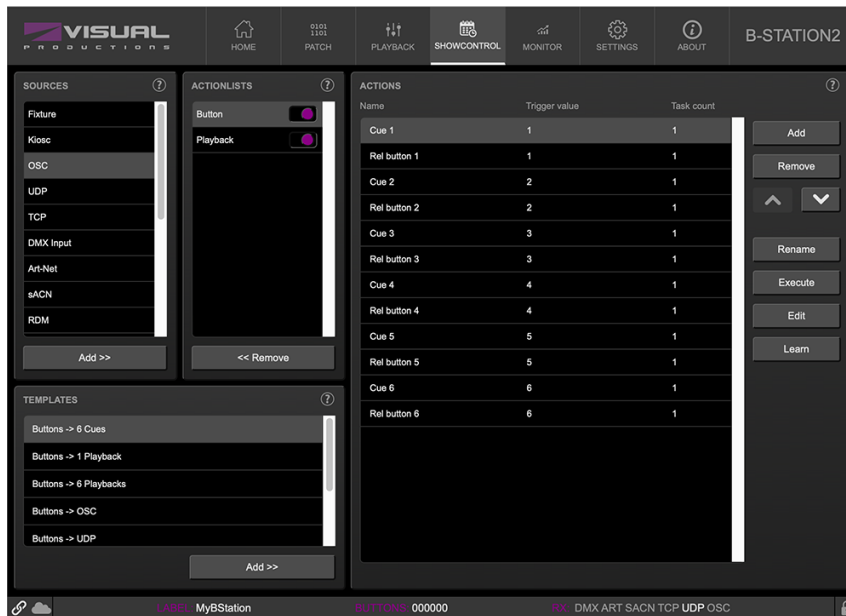 VISUAL
PRODUCTIONS
HOME
0101
1101
PATCH
PLAYBACK
SHOWCONTROL
MONITOR
SETTINGS
ABOUT
B-STATION2
SOURCES ?
Fixture
Kiosc
OSC
UDP
TCP
DMX Input
Art-Net
sACN
RDM
Add >>
ACTIONLISTS ?
Button
Playback
<< Remove
TEMPLATES ?
Buttons -> 6 Cues
Buttons -> 1 Playback
Buttons -> 6 Playbacks
Buttons -> OSC
Buttons -> UDP
Add >>
ACTIONS ?
Name Trigger value Task count
Cue 1 1 1
Rel button 1 1 1
Cue 2 2 1
Rel button 2 2 1
Cue 3 3 1
Rel button 3 3 1
Cue 4 4 1
Rel button 4 4 1
Cue 5 5 1
Rel button 5 5 1
Cue 6 6 1
Rel button 6 6 1
Add
Remove
Rename
Execute
Edit
Learn
MyBStation BUTTONS 000000 DMX ART SACN TCP UDP OSC